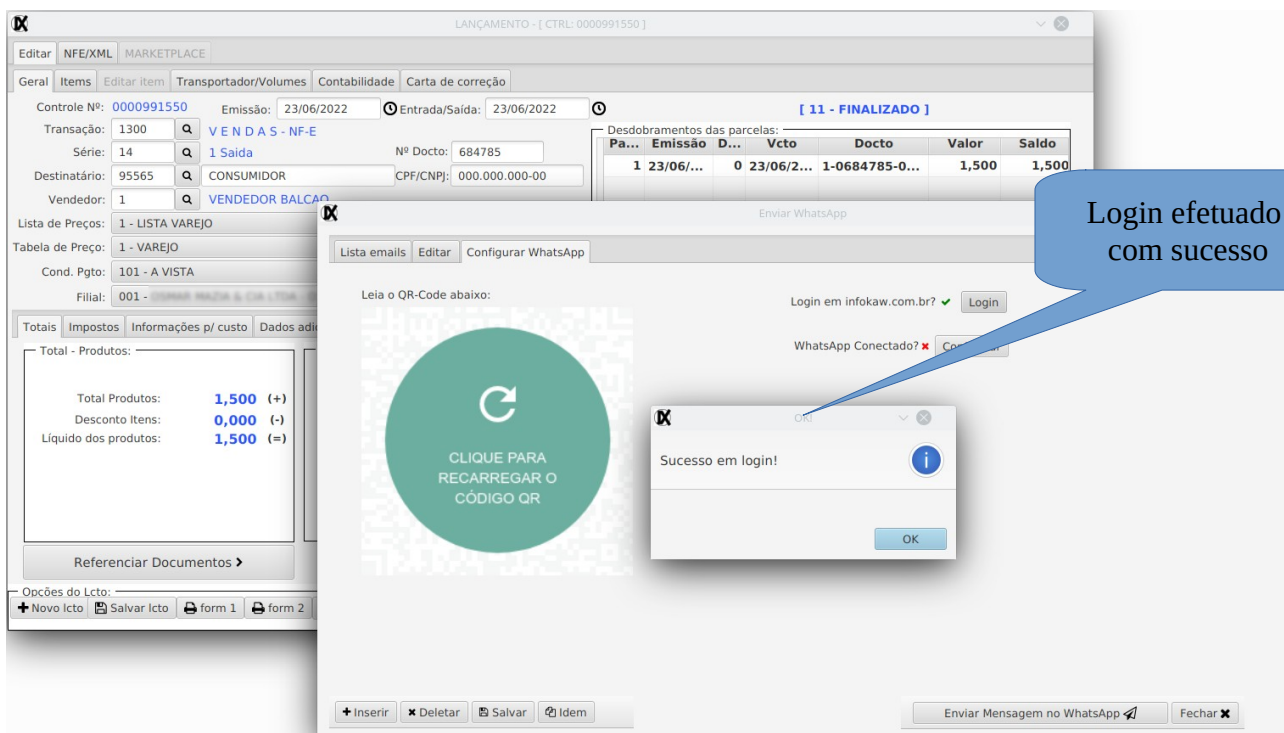 LANÇAMENTO - [ CTRL: 0000991550 ]
Editar NFE/XML MARKETPLACE
Geral Items Editar item Transportador/Volumes Contabilidade Carta de correção
Controle Nº: 0000991550 Emissão: 23/06/2022 Entrada/Saída: 23/06/2022 [ 11 - FINALIZADO ]
Transação: 1300 V E N D A S - NF-E
Série: 14 1 Saida Nº Docto: 684785
Destinatário: 95565 CONSUMIDOR CPF/CNPJ: 000.000.000-00
Vendedor: 1 VENDEDOR BALCAO
Lista de Preços: 1 - LISTA VAREJO
Tabela de Preço: 1 - VAREJO
Cond. Pgto: 101 - A VISTA
Filial: 001 -
Desdobramentos das parcelas:
Pa... Emissão D... Vcto Docto Valor Saldo
1 23/06/... 0 23/06/2... 1-0684785-0... 1,500 1,500
Totais Impostos Informações p/ custo Dados adi
Total - Produtos:
Total Produtos: 1,500 (+)
Desconto Itens: 0,000 (-)
Líquido dos produtos: 1,500 (=)
Referenciar Documentos
Opções do Lcto:
Novo lcto Salvar lcto form 1 form 2
Enviar WhatsApp
Lista emails Editar Configurar WhatsApp
Leia o QR-Code abaixo:
CLIQUE PARA
RECARREGAR O
CÓDIGO QR
Login em infokaw.com.br? Login
WhatsApp Conectado?
OK!
Sucesso em login!
OK
Inserir Deletar Salvar Idem
Enviar Mensagem no WhatsApp Fechar
Login efetuado
com sucesso